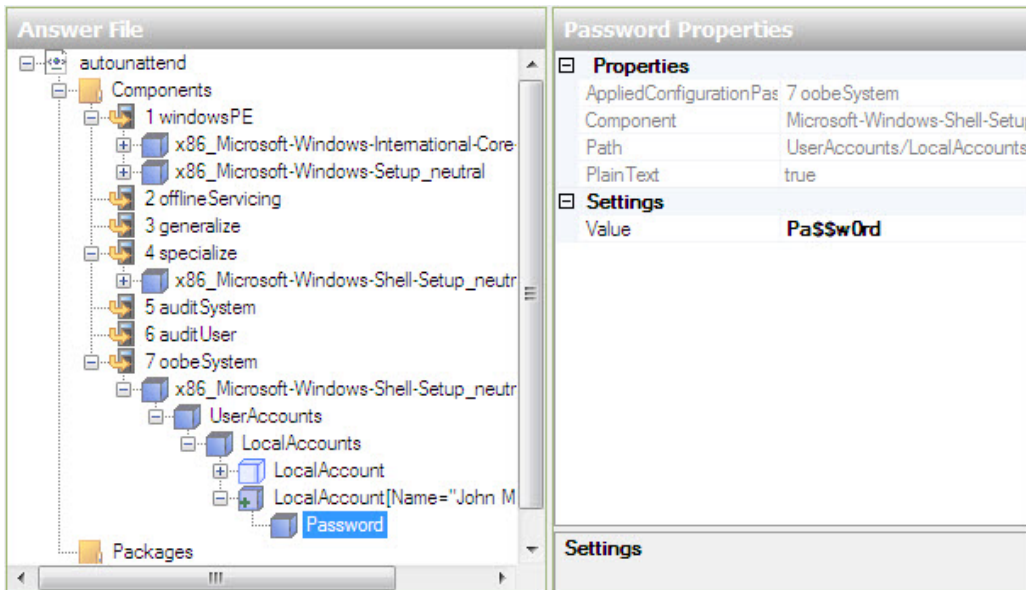 Answer File
autounattend
Components
1 windowsPE
x86_Microsoft-Windows-International-Core-
x86_Microsoft-Windows-Setup_neutral
2 offlineServicing
3 generalize
4 specialize
x86_Microsoft-Windows-Shell-Setup_neutr
5 auditSystem
6 auditUser
7 oobeSystem
x86_Microsoft-Windows-Shell-Setup_neutr
UserAccounts
LocalAccounts
LocalAccount
LocalAccount[Name="John M
Password
Packages
Password Properties
Properties
AppliedConfigurationPas 7 oobeSystem
Component Microsoft-Windows-Shell-Setu
Path UserAccounts/LocalAccounts
PlainText true
Settings
Value Pa$$w0rd
Settings